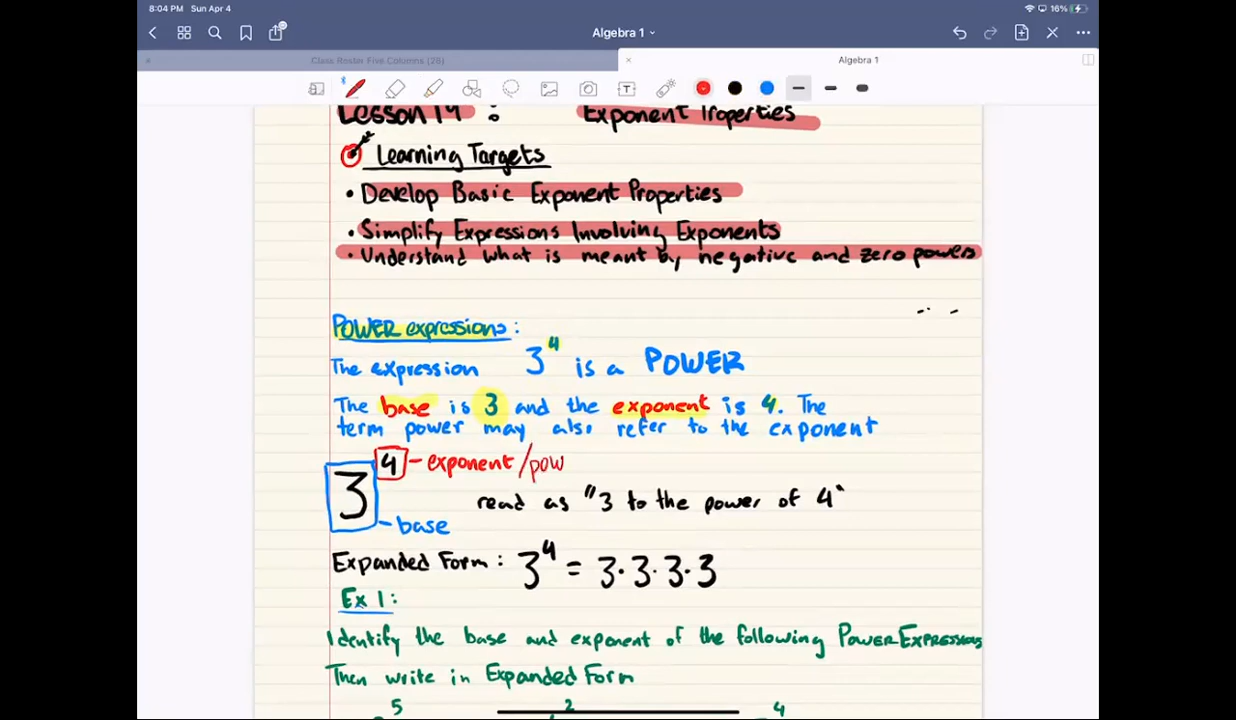 8:04 PM Sun Apr 4
16%
Algebra 1
Class Roster Five Columns (28)
Algebra 1
Lesson 14 : Exponent Properties
Learning Targets
• Develop Basic Exponent Properties
• Simplify Expressions Involving Exponents
• Understand what is meant by negative and zero powers
POWER expressions:
The expression 3⁴ is a POWER
The base is 3 and the exponent is 4. The
term power may also refer to the exponent
3⁴ - exponent/pow
read as "3 to the power of 4"
- base
Expanded Form : 3⁴ = 3·3·3·3
Ex 1:
Identify the base and exponent of the following Power Expressions
Then write in Expanded Form
5 2 4